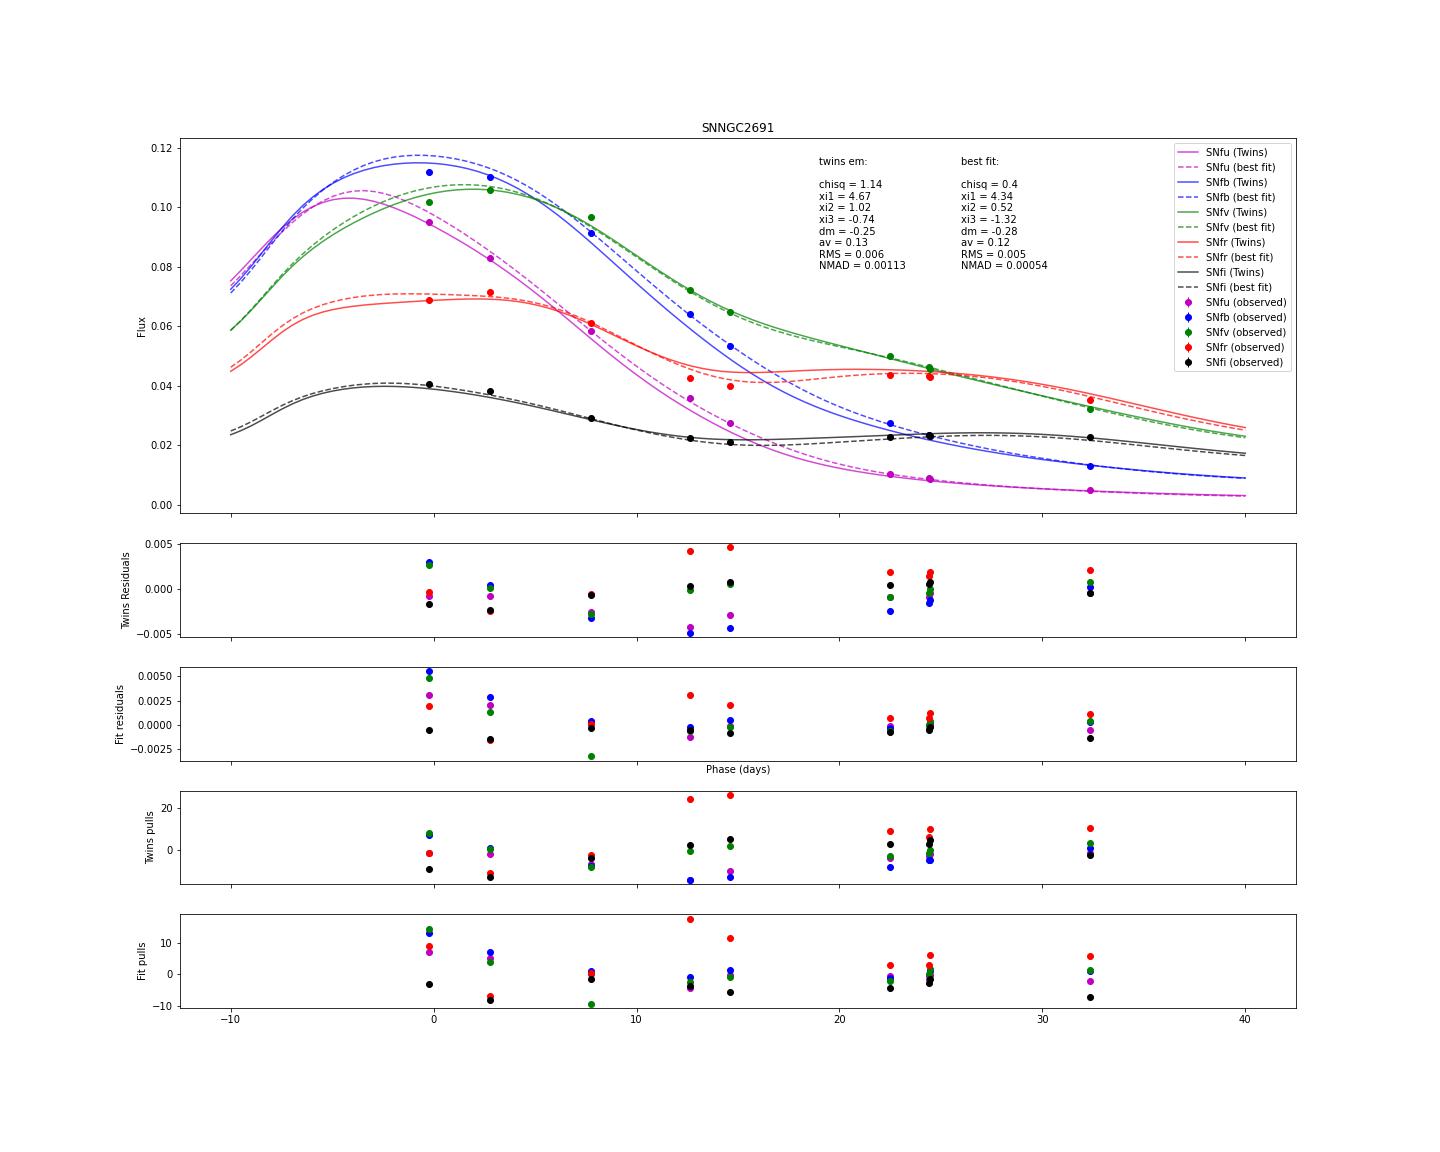 SNNGC2691
Flux
0.12
0.10
0.08
0.06
0.04
0.02
0.00
twins em:
chisq = 1.14
xi1 = 4.67
xi2 = 1.02
xi3 = -0.74
dm = -0.25
av = 0.13
RMS = 0.006
NMAD = 0.00113
best fit:
chisq = 0.4
xi1 = 4.34
xi2 = 0.52
xi3 = -1.32
dm = -0.28
av = 0.12
RMS = 0.005
NMAD = 0.00054
SNfu (Twins)
SNfu (best fit)
SNfb (Twins)
SNfb (best fit)
SNfv (Twins)
SNfv (best fit)
SNfr (Twins)
SNfr (best fit)
SNfi (Twins)
SNfi (best fit)
SNfu (observed)
SNfb (observed)
SNfv (observed)
SNfr (observed)
SNfi (observed)
Twins Residuals
0.005
0.000
−0.005
Fit residuals
0.0050
0.0025
0.0000
−0.0025
Phase (days)
Twins pulls
20
0
Fit pulls
10
0
−10
−10 0 10 20 30 40